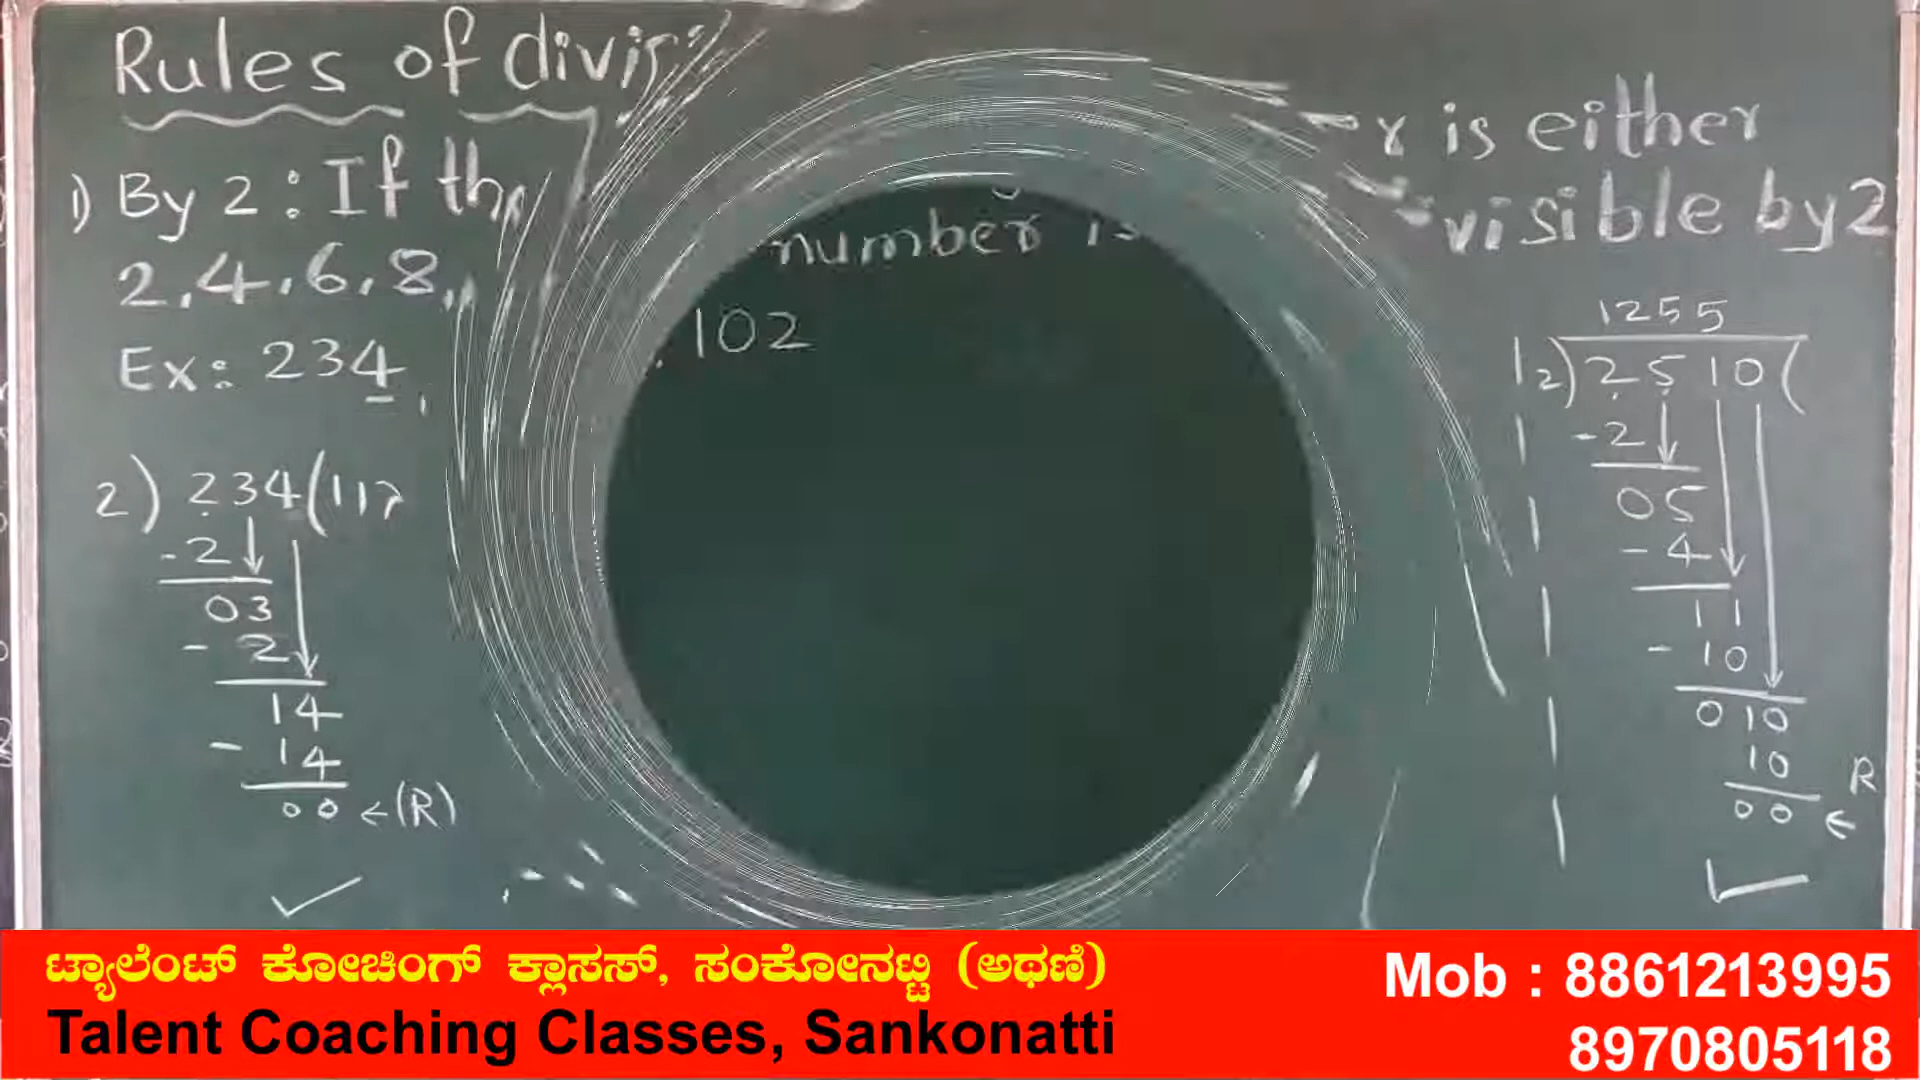 Rules of
1) By 2 : If
is either
2, 4, 6, 8,
visible by 2
number is
Ex: 234,
102
2) 234 (117
-2
03
- 2
14
- 14
00 ← (R)
1255
2) 2510 (
-2
05
- 4
11
- 10
010
10
R
00 ←
ಟ್ಯಾಲೆಂಟ್ ಕೋಚಿಂಗ್ ಕ್ಲಾಸಸ್, ಸಂಕೋನಟ್ಟಿ (ಅಥಣಿ)
Talent Coaching Classes, Sankonatti
Mob : 8861213995
8970805118